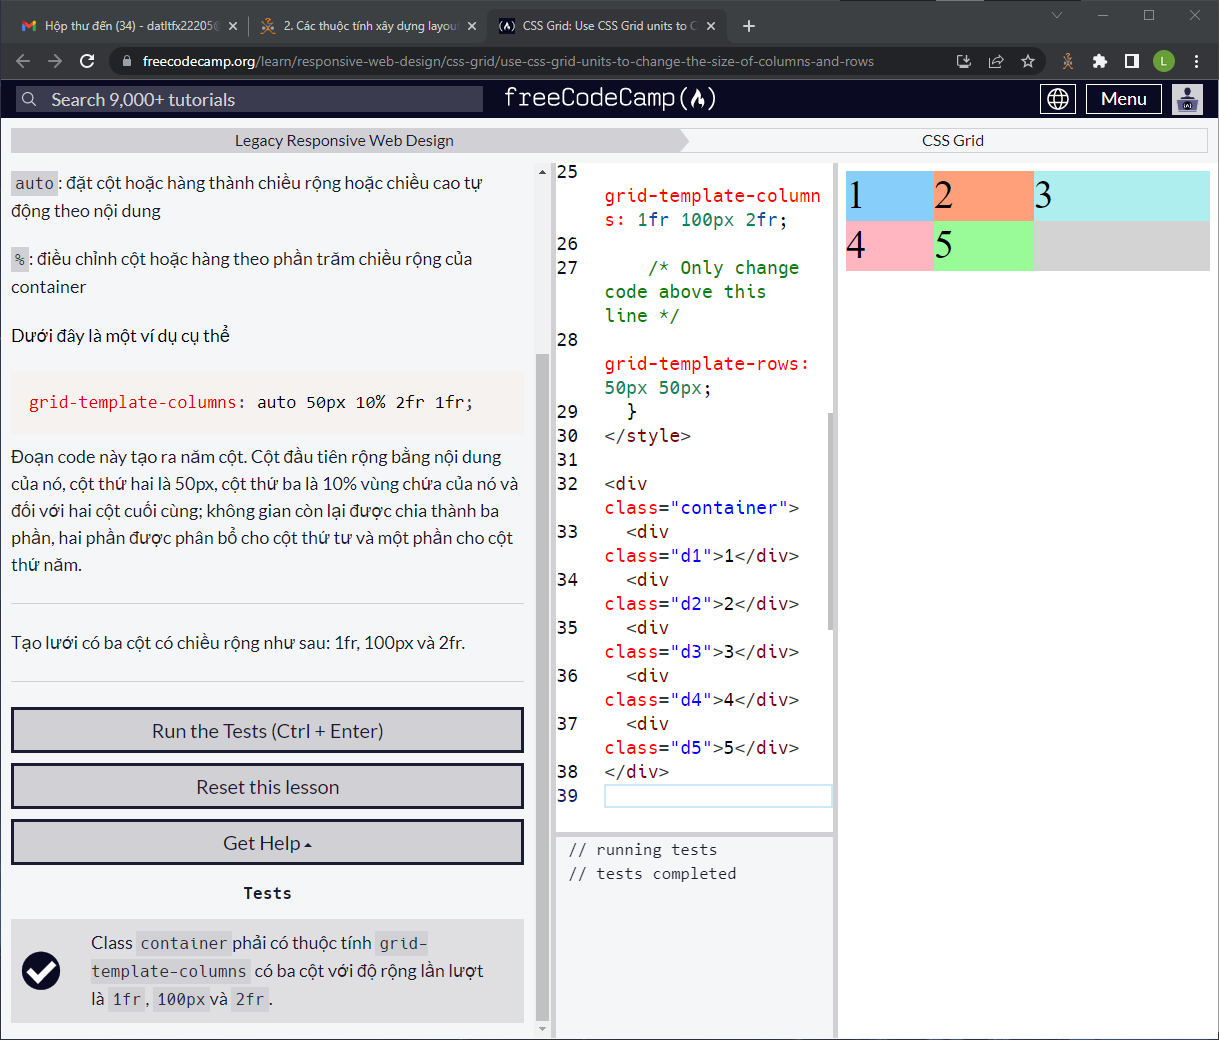 Hộp thư đến (34) - datltfx22205@
2. Các thuộc tính xây dựng layout
CSS Grid: Use CSS Grid units to C
freecodecamp.org/learn/responsive-web-design/css-grid/use-css-grid-units-to-change-the-size-of-columns-and-rows
L
Search 9,000+ tutorials
freeCodeCamp
Menu
Legacy Responsive Web Design
CSS Grid
auto: đặt cột hoặc hàng thành chiều rộng hoặc chiều cao tự
động theo nội dung
%: điều chỉnh cột hoặc hàng theo phần trăm chiều rộng của
container
Dưới đây là một ví dụ cụ thể
grid-template-columns: auto 50px 10% 2fr 1fr;
Đoạn code này tạo ra năm cột. Cột đầu tiên rộng bằng nội dung
của nó, cột thứ hai là 50px, cột thứ ba là 10% vùng chứa của nó và
đối với hai cột cuối cùng; không gian còn lại được chia thành ba
phần, hai phần được phân bổ cho cột thứ tư và một phần cho cột
thứ năm.
Tạo lưới có ba cột có chiều rộng như sau: 1fr, 100px và 2fr.
Run the Tests (Ctrl + Enter)
Reset this lesson
Get Help
Tests
Class container phải có thuộc tính grid-
template-columns có ba cột với độ rộng lần lượt
là 1fr, 100px và 2fr.
25
grid-template-column
s: 1fr 100px 2fr;
26
27 /* Only change
code above this
line */
28
grid-template-rows:
50px 50px;
29 }
30 </style>
31
32 <div
class="container">
33 <div
class="d1">1</div>
34 <div
class="d2">2</div>
35 <div
class="d3">3</div>
36 <div
class="d4">4</div>
37 <div
class="d5">5</div>
38 </div>
39
// running tests
// tests completed
1 2 3
4 5